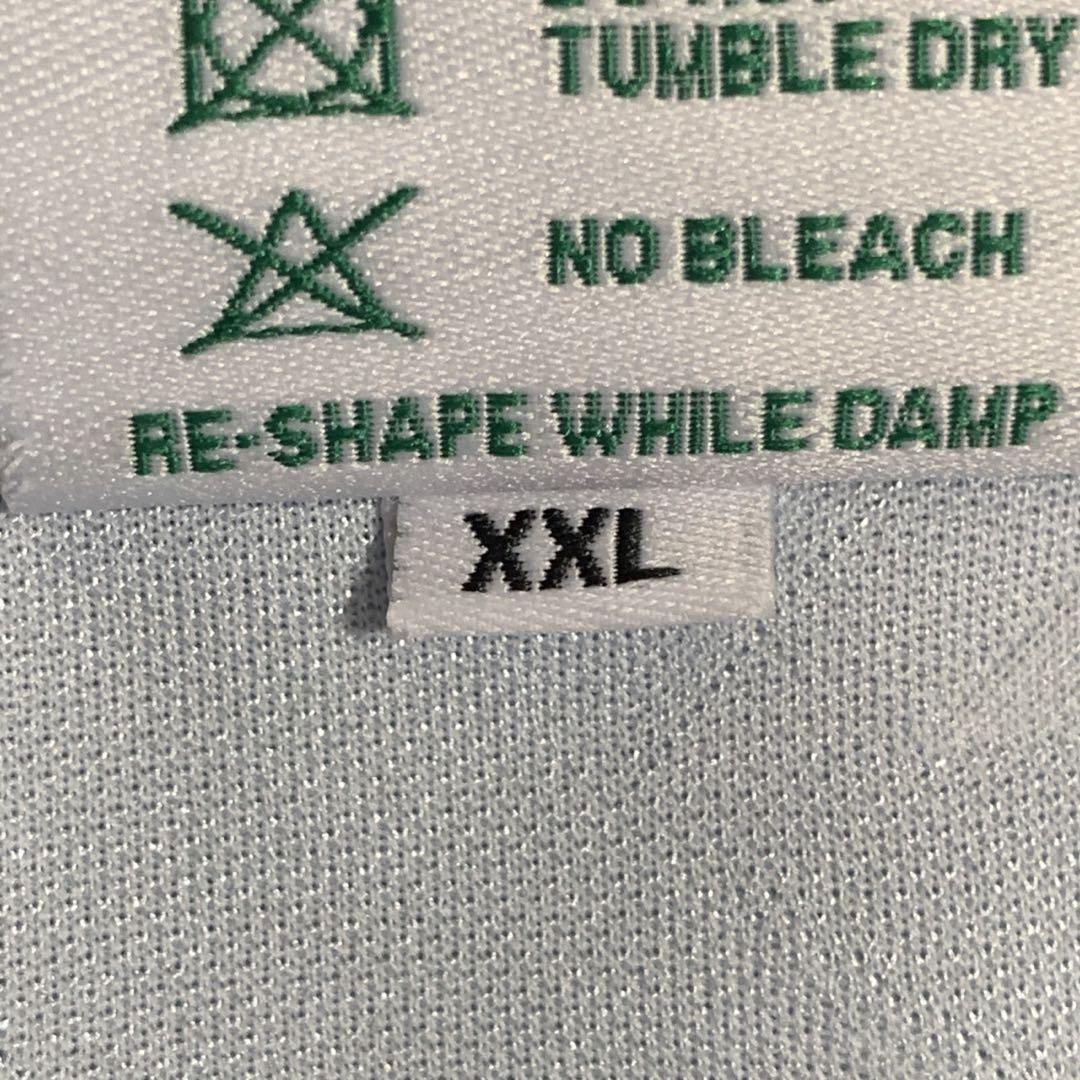 TUMBLE DRY
NO BLEACH
RE-SHAPE WHILE DAMP
XXL